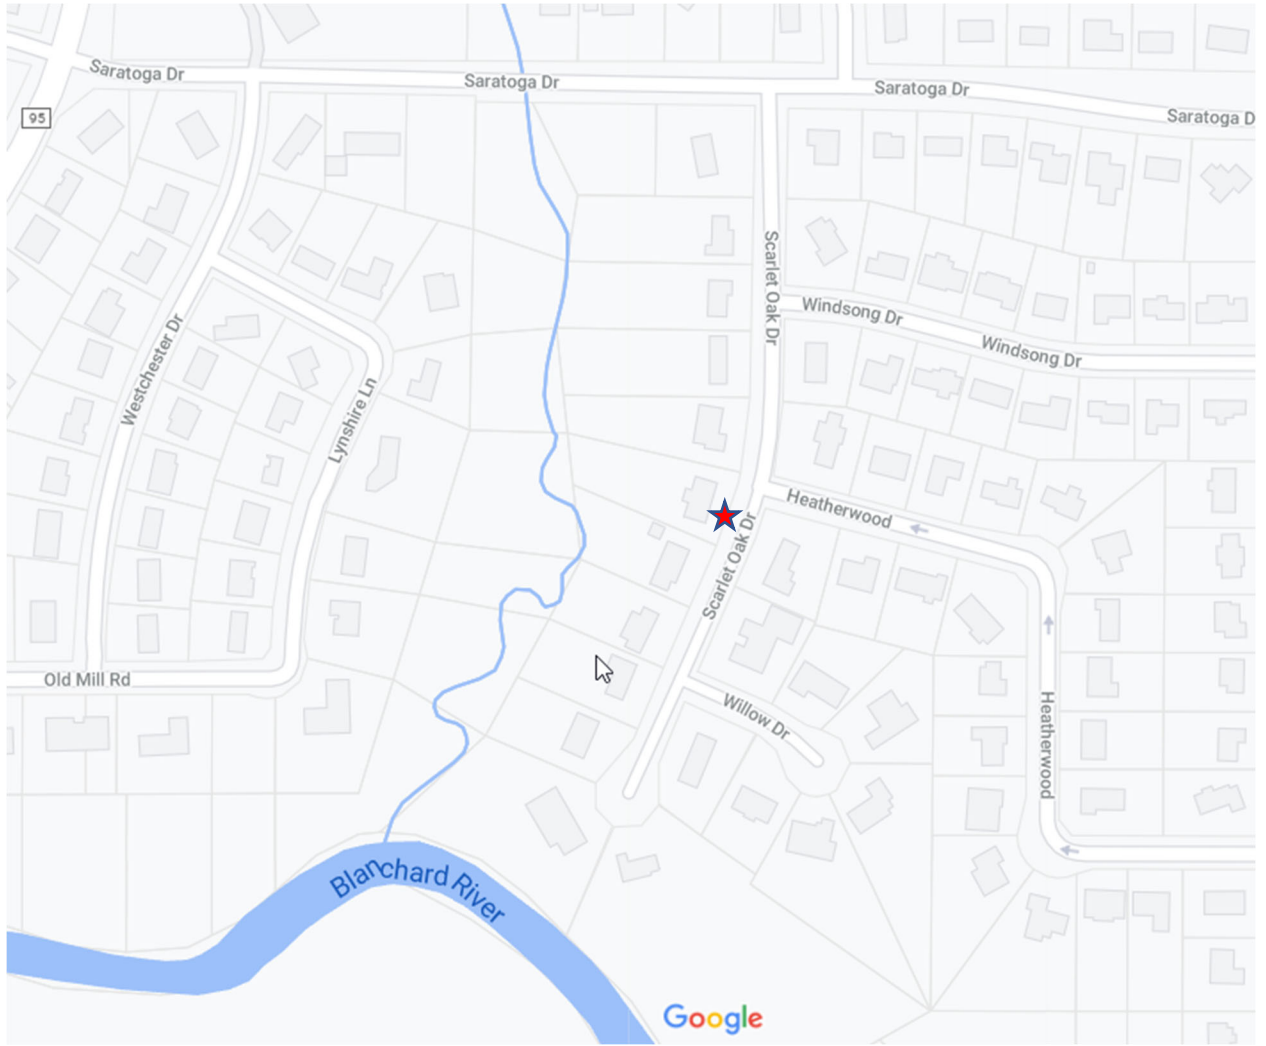 Saratoga Dr
Saratoga Dr
Saratoga Dr
Saratoga D
95
Scarlet Oak Dr
Windsong Dr
Windsong Dr
Westchester Dr
Lynshire Ln
Heatherwood
Scarlet Oak Dr
Old Mill Rd
Willow Dr
Heatherwood
Blanchard River
Google